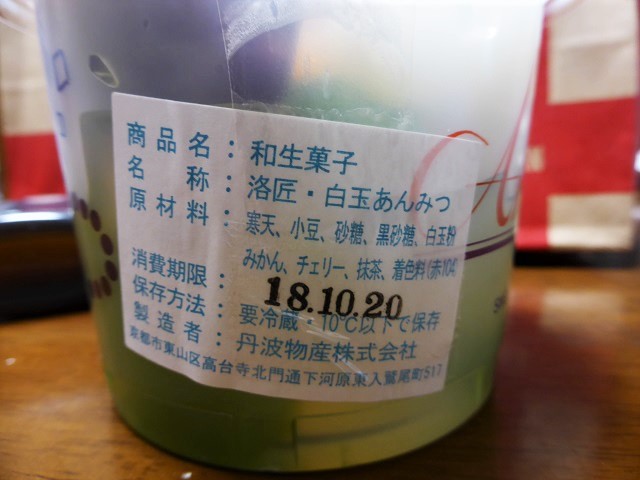 商品名：和生菓子
名　称：洛匠・白玉あんみつ
原材料：寒天、小豆、砂糖、黒砂糖、白玉粉
みかん、チェリー、抹茶、着色料(赤104)
消費期限：18.10.20
保存方法：要冷蔵・10℃以下で保存
製造者：丹波物産株式会社
京都市東山区高台寺北門通下河原東入鷲尾町517